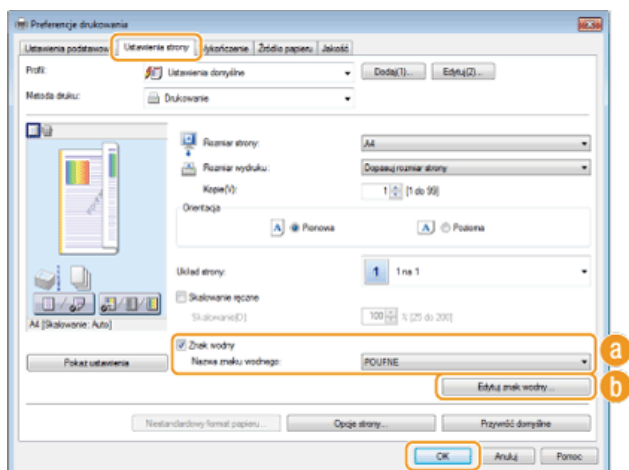 Preferencje drukowania
Ustawienia podstawow Ustawienia strony Wykończenie Źródło papieru Jakość
Profil: Ustawienia domyślne Dodaj(1)... Edytuj(2)...
Metoda druku: Drukowanie
Rozmiar strony: A4
Rozmiar wydruku: Dopasuj rozmiar strony
Kopie(V): 1 [1 do 99]
Orientacja
A Pionowa A Pozioma
Układ strony: 1 1 na 1
Skalowanie ręczne
Skalowanie(D): 100 % [25 do 200]
A4 [Skalowanie: Auto]
Znak wodny
Pokaż ustawienia Nazwa znaku wodnego: POUFNE
a
Edytuj znak wodny...
b
Niestandardowy format papieru... Opcje strony... Przywróć domyślne
OK Anuluj Pomoc